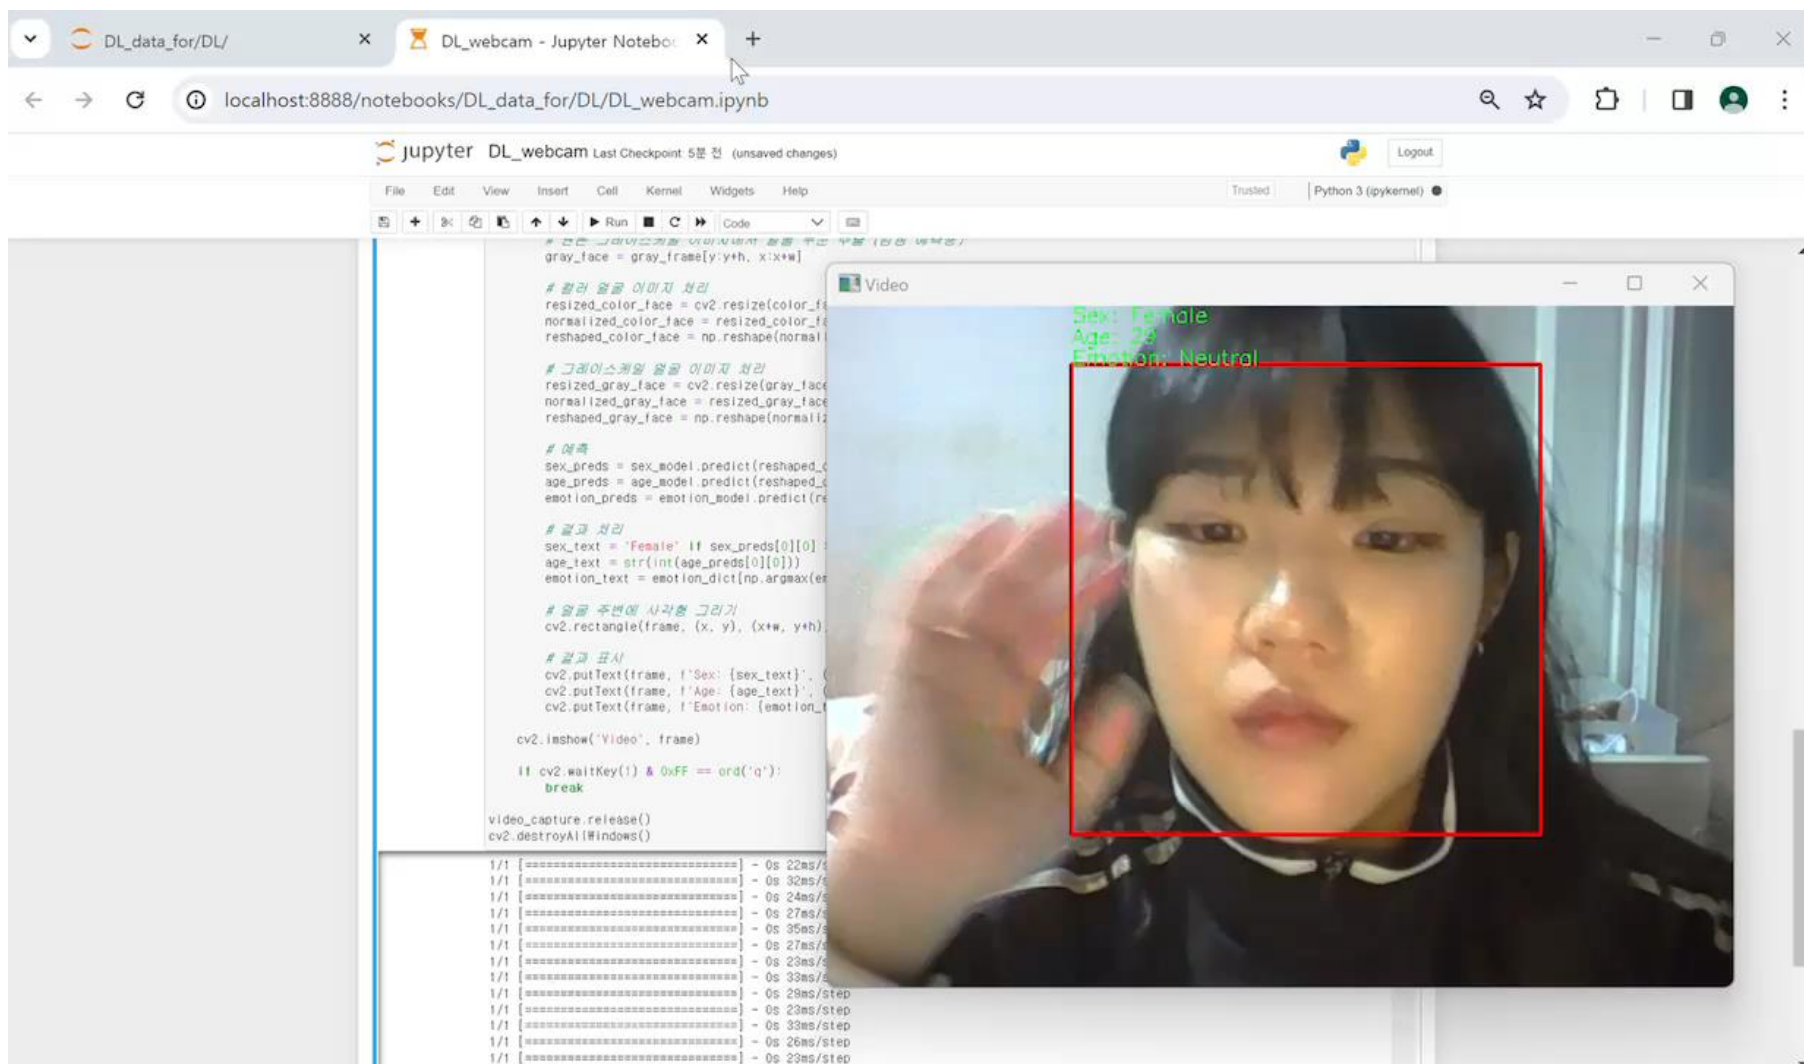 DL_data_for/DL/
DL_webcam - Jupyter Noteboo
localhost:8888/notebooks/DL_data_for/DL/DL_webcam.ipynb
jupyter DL_webcam Last Checkpoint: 5분 전 (unsaved changes)
Logout
File Edit View Insert Cell Kernel Widgets Help
Trusted
Python 3 (ipykernel)
Run
Code
gray_face = gray_frame[y:y+h, x:x+w]
# 컬러 얼굴 이미지 처리
resized_color_face = cv2.resize(color_fa
normalized_color_face = resized_color_fa
reshaped_color_face = np.reshape(normal
# 그레이스케일 얼굴 이미지 처리
resized_gray_face = cv2.resize(gray_face
normalized_gray_face = resized_gray_face
reshaped_gray_face = np.reshape(normaliz
# 예측
sex_preds = sex_model.predict(reshaped_c
age_preds = age_model.predict(reshaped_c
emotion_preds = emotion_model.predict(re
# 결과 처리
sex_text = 'Female' if sex_preds[0][0]
age_text = str(int(age_preds[0][0]))
emotion_text = emotion_dict[np.argmax(em
# 얼굴 주변에 사각형 그리기
cv2.rectangle(frame, (x, y), (x+w, y+h),
# 결과 표시
cv2.putText(frame, f'Sex: {sex_text}', (
cv2.putText(frame, f'Age: {age_text}', (
cv2.putText(frame, f'Emotion: {emotion_t
cv2.imshow('Video', frame)
if cv2.waitKey(1) & 0xFF == ord('q'):
break
video_capture.release()
cv2.destroyAllWindows()
1/1 [==============================] - 0s 22ms/s
1/1 [==============================] - 0s 32ms/s
1/1 [==============================] - 0s 24ms/s
1/1 [==============================] - 0s 27ms/s
1/1 [==============================] - 0s 35ms/s
1/1 [==============================] - 0s 27ms/s
1/1 [==============================] - 0s 23ms/s
1/1 [==============================] - 0s 33ms/s
1/1 [==============================] - 0s 29ms/step
1/1 [==============================] - 0s 23ms/step
1/1 [==============================] - 0s 33ms/step
1/1 [==============================] - 0s 26ms/step
1/1 [==============================] - 0s 23ms/step
Video
Sex: Female
Age: 29
Emotion: Neutral